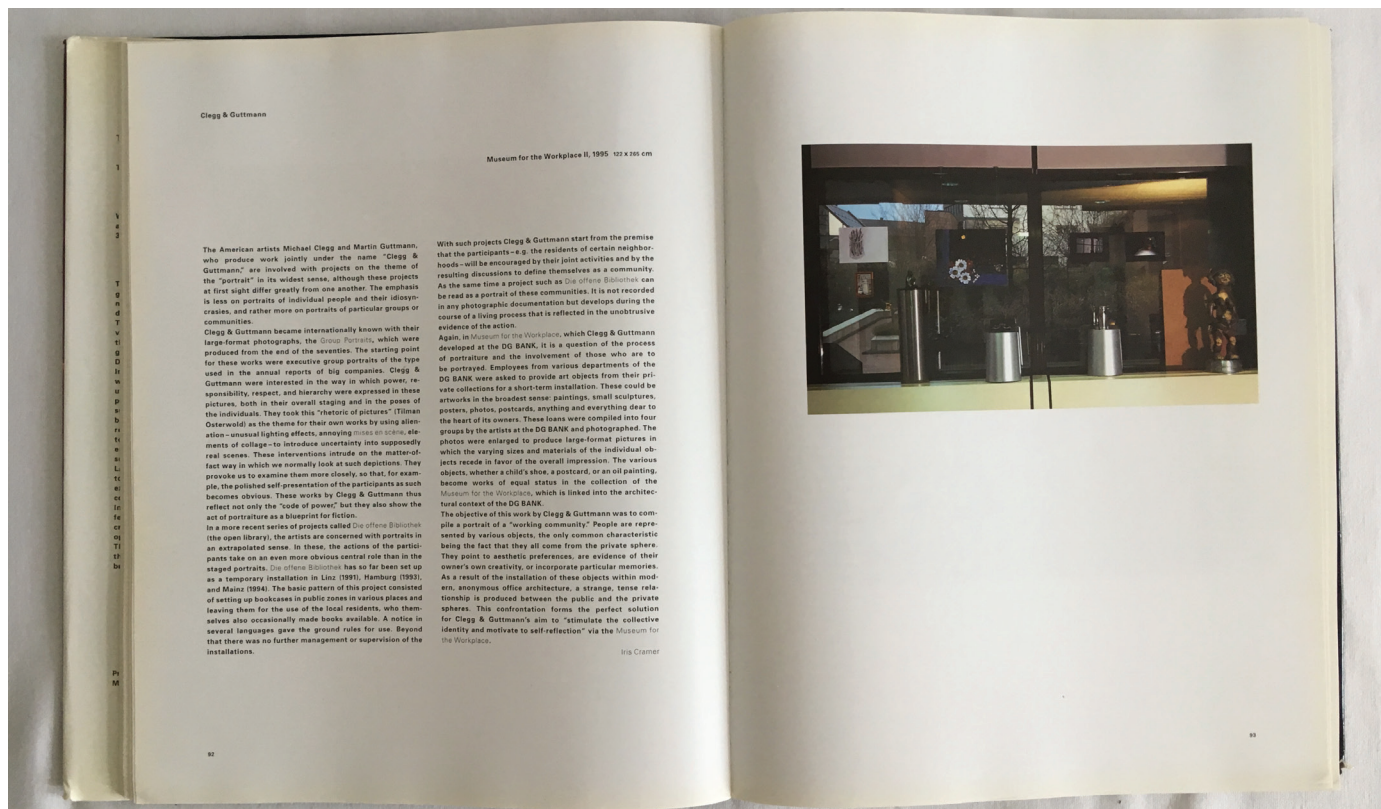 Clegg & Guttmann
Museum for the Workplace II, 1995 122 x 285 cm
The American artists Michael Clegg and Martin Guttmann,
who produce work jointly under the name "Clegg &
Guttmann," are involved with projects on the theme of
the "portrait" in its widest sense, although these projects
at first sight differ greatly from one another. The emphasis
is less on portraits of individual people and their idiosyn-
crasies, and rather more on portraits of particular groups or
communities.
Clegg & Guttmann became internationally known with their
large-format photographs, the Group Portraits, which were
produced from the end of the seventies. The starting point
for these works were executive group portraits of the type
used in the annual reports of big companies. Clegg &
Guttmann were interested in the way in which power, re-
sponsibility, respect, and hierarchy were expressed in these
pictures, both in their overall staging and in the poses of
the individuals. They took this "rhetoric of pictures" (Tilman
Osterwold) as the theme for their own works by using alien-
ation – unusual lighting effects, annoying mises en scène, ele-
ments of collage – to introduce uncertainty into supposedly
real scenes. These interventions intrude on the matter-of-
fact way in which we normally look at such depictions. They
provoke us to examine them more closely, so that, for exam-
ple, the polished self-presentation of the participants as such
becomes obvious. These works by Clegg & Guttmann thus
reflect not only the "code of power," but they also show the
act of portraiture as a blueprint for fiction.
In a more recent series of projects called Die offene Bibliothek
(the open library), the artists are concerned with portraits in
an extrapolated sense. In these, the actions of the partici-
pants take on an even more obvious central role than in the
staged portraits. Die offene Bibliothek has so far been set up
as a temporary installation in Linz (1991), Hamburg (1993),
and Mainz (1994). The basic pattern of this project consisted
of setting up bookcases in public zones in various places and
leaving them for the use of the local residents, who them-
selves also occasionally made books available. A notice in
several languages gave the ground rules for use. Beyond
that there was no further management or supervision of the
installations.
With such projects Clegg & Guttmann start from the premise
that the participants – e.g. the residents of certain neighbor-
hoods – will be encouraged by their joint activities and by the
resulting discussions to define themselves as a community.
As the same time a project such as Die offene Bibliothek can
be read as a portrait of these communities. It is not recorded
in any photographic documentation but develops during the
course of a living process that is reflected in the unobtrusive
evidence of the action.
Again, in Museum for the Workplace, which Clegg & Guttmann
developed at the DG BANK, it is a question of the process
of portraiture and the involvement of those who are to
be portrayed. Employees from various departments of the
DG BANK were asked to provide art objects from their pri-
vate collections for a short-term installation. These could be
artworks in the broadest sense: paintings, small sculptures,
posters, photos, postcards, anything and everything dear to
the heart of its owners. These loans were compiled into four
groups by the artists at the DG BANK and photographed. The
photos were enlarged to produce large-format pictures in
which the varying sizes and materials of the individual ob-
jects recede in favor of the overall impression. The various
objects, whether a child's shoe, a postcard, or an oil painting,
become works of equal status in the collection of the
Museum for the Workplace, which is linked into the architec-
tural context of the DG BANK.
The objective of this work by Clegg & Guttmann was to com-
pile a portrait of a "working community." People are repre-
sented by various objects, the only common characteristic
being the fact that they all come from the private sphere.
They point to aesthetic preferences, are evidence of their
owner's own creativity, or incorporate particular memories.
As a result of the installation of these objects within mod-
ern, anonymous office architecture, a strange, tense rela-
tionship is produced between the public and the private
spheres. This confrontation forms the perfect solution
for Clegg & Guttmann's aim to "stimulate the collective
identity and motivate to self-reflection" via the Museum for
the Workplace.
Iris Cramer
92
93